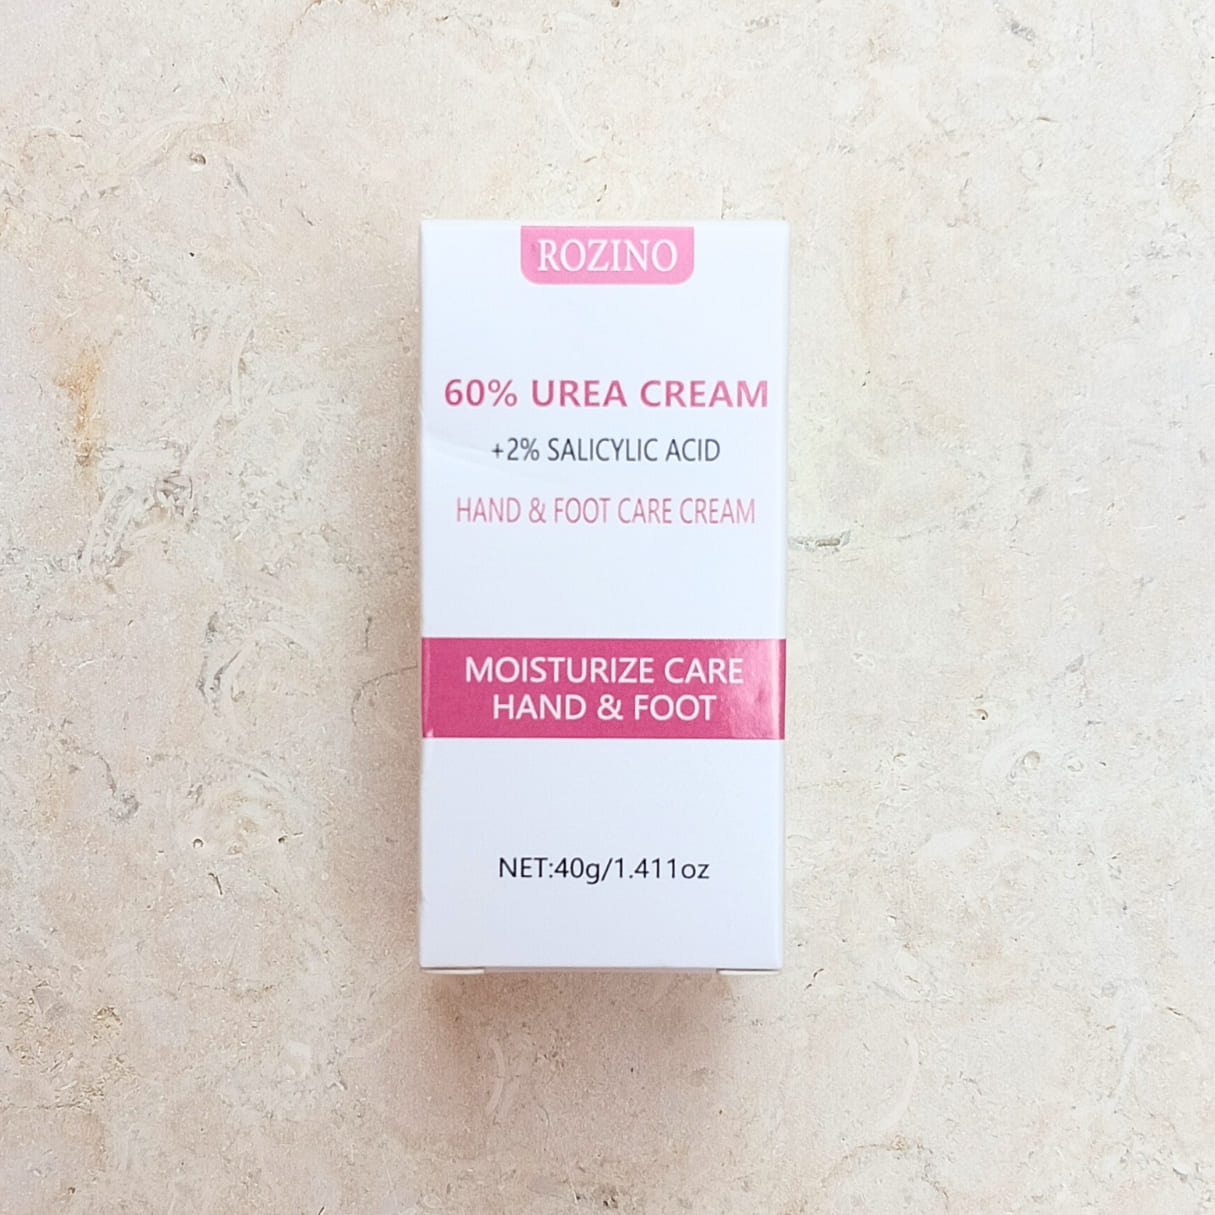 ROZINO
60% UREA CREAM
+2% SALICYLIC ACID
HAND & FOOT CARE CREAM
MOISTURIZE CARE
HAND & FOOT
NET:40g/1.411oz